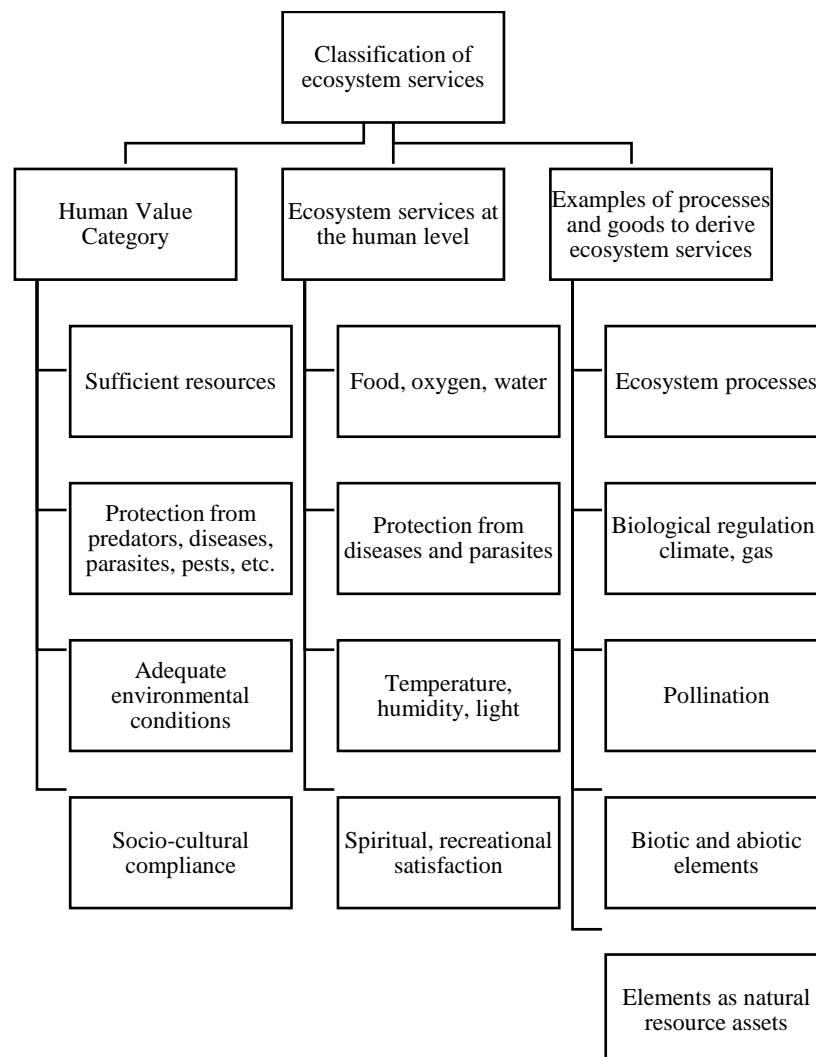 Classification of
ecosystem services
Human Value
Category
Ecosystem services at
the human level
Examples of processes
and goods to derive
ecosystem services
Sufficient resources
Food, oxygen, water
Ecosystem processes
Protection from
predators, diseases,
parasites, pests, etc.
Protection from
diseases and parasites
Biological regulation
climate, gas
Adequate
environmental
conditions
Temperature,
humidity, light
Pollination
Socio-cultural
compliance
Spiritual, recreational
satisfaction
Biotic and abiotic
elements
Elements as natural
resource assets